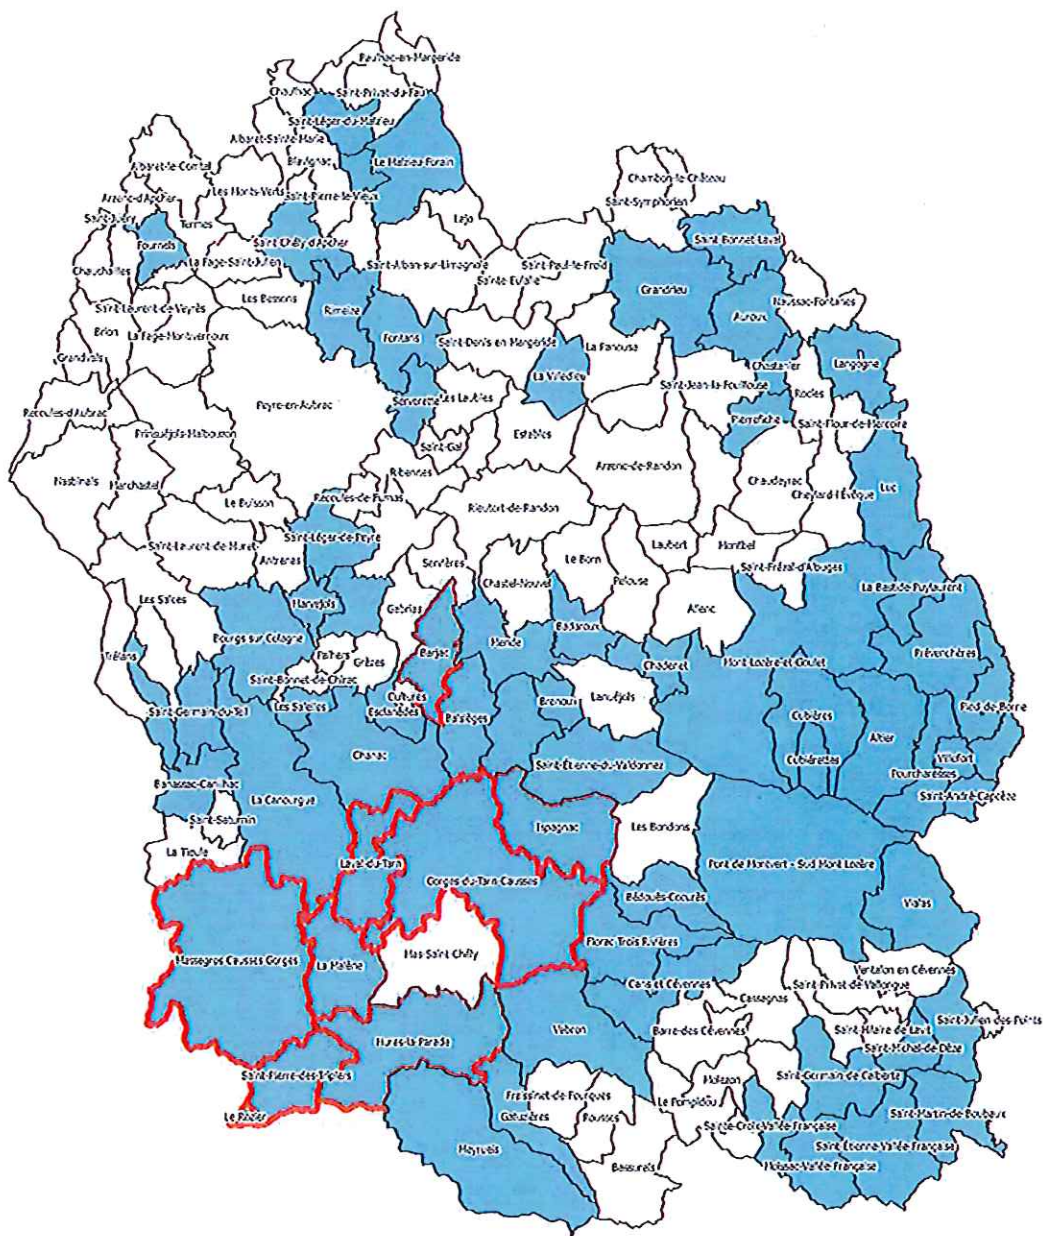 Paulhac-en-Margeride
Chaulhac
Saint-Privat-du-Fau
Saint-Léger-du-Malzieu
Albaret-Sainte-Marie
Blavignac
Le Malzieu-Forain
Albaret-le-Comtal
Chambon-le-Château
Arzenc-d'Apcher
Les Monts-Verts
Saint-Pierre-le-Vieux
Saint-Symphorien
Saint-Juéry
Termes
Lajo
Fournels
Saint Chély d'Apcher
Saint Bonnet-Laval
Chauchailles
La Fage-Saint-Julien
Saint-Alban-sur-Limagnole
Saint-Paul-le-Froid
Sainte-Eulalie
Grandrieu
Les Bessons
Naussac-Fontanes
Saint-Laurent-de-Veyrès
Rimeize
Auroux
Brion
La Fage-Montivernoux
Fontans
Saint-Denis en Margeride
La Panouse
Grandvals
Chastanier
Langogne
La Villedieu
Saint-Jean-la-Fouillouse
Rocles
Recoules-d'Aubrac
Peyre-en-Aubrac
Serverette
Les Laubies
Pierrefiche
Saint-Flour-de-Mercoire
Prinsuéjols-Malbouzon
Saint-Gal
Estables
Nasbinals
Marchastel
Ribennes
Arzenc-de-Randon
Chaudeyrac
Luc
Le Buisson
Recoules-de-Fumas
Rieutort-de-Randon
Cheylard-l'Évêque
Saint-Laurent-de-Muret
Saint-Léger-de-Peyre
Antrenas
Servières
Le Born
Laubert
Montbel
Chastel-Nouvel
Pelouse
Saint-Frézal-d'Albuges
La Bastide Puylaurent
Les Salces
Marvejols
Gabrias
Allenc
Bourgs sur Colagne
Badaroux
Trélans
Palhers
Grèzes
Barjac
Mende
Chadenet
Mont Lozère et Goulet
Prévenchères
Saint-Bonnet-de-Chirac
Cultures
Lanuéjols
Saint-Germain-du-Teil
Les Salelles
Esclanèdes
Balsièges
Brenoux
Cubières
Altier
Pied-de-Borne
Chanac
Cubiérettes
Villefort
Saint-Étienne-du-Valdonnez
Pourcharesses
Banassac-Canilhac
La Canourgue
Saint-André-Capcèze
Saint-Saturnin
Ispagnac
Les Bondons
La Tieule
Laval-du-Tarn
Pont de Montvert - Sud Mont Lozère
Gorges-du-Tarn-Causses
Bédouès-Cocurès
Vialas
Massegros Causses Gorges
La Malène
Mas-Saint-Chély
Florac Trois Rivières
Ventalon en Cévennes
Cans et Cévennes
Saint-Privat-de-Vallongue
Cassagnas
Saint-Julien des Points
Hures-la-Parade
Vebron
Barre-des-Cévennes
Saint-Hilaire de Lavit
Saint-Michel-de-Dèze
Saint-Pierre-des-Tripiers
Molezon
Saint-Germain de Calberte
Le Rozier
Fraissinet-de-Fourques
Gatuzières
Rousses
Le Pompidou
Saint-Martin-de-Boubaux
Sainte-Croix-Vallée-Française
Meyrueis
Saint-Étienne-Vallée-Française
Bassurels
Moissac-Vallée-Française